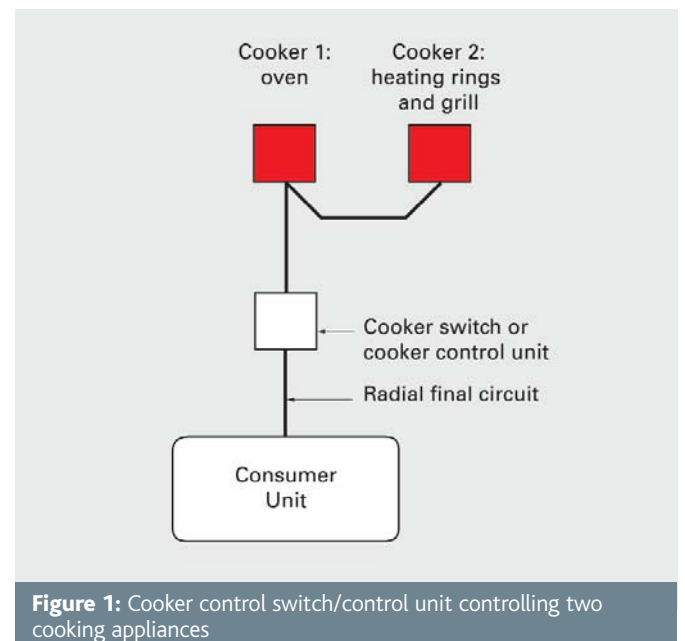 Cooker 1:
oven
Cooker 2:
heating rings
and grill
Cooker switch or
cooker control unit
Radial final circuit
Consumer
Unit
Figure 1: Cooker control switch/control unit controlling two
cooking appliances